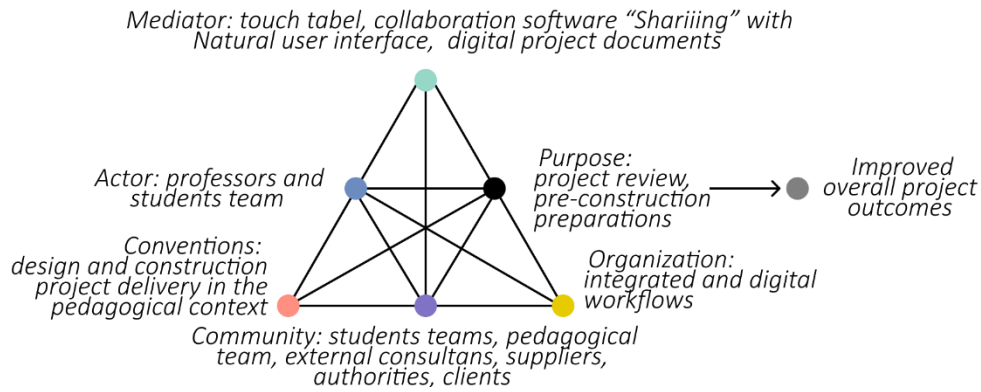 Mediator: touch tabel, collaboration software “Shariiing” with
Natural user interface, digital project documents
Actor: professors and
students team
Purpose:
project review,
pre-construction
preparations
Improved
overall project
outcomes
Conventions:
design and construction
project delivery in the
pedagogical context
Organization:
integrated and digital
workflows
Community: students teams, pedagogical
team, external consultans, suppliers,
authorities, clients